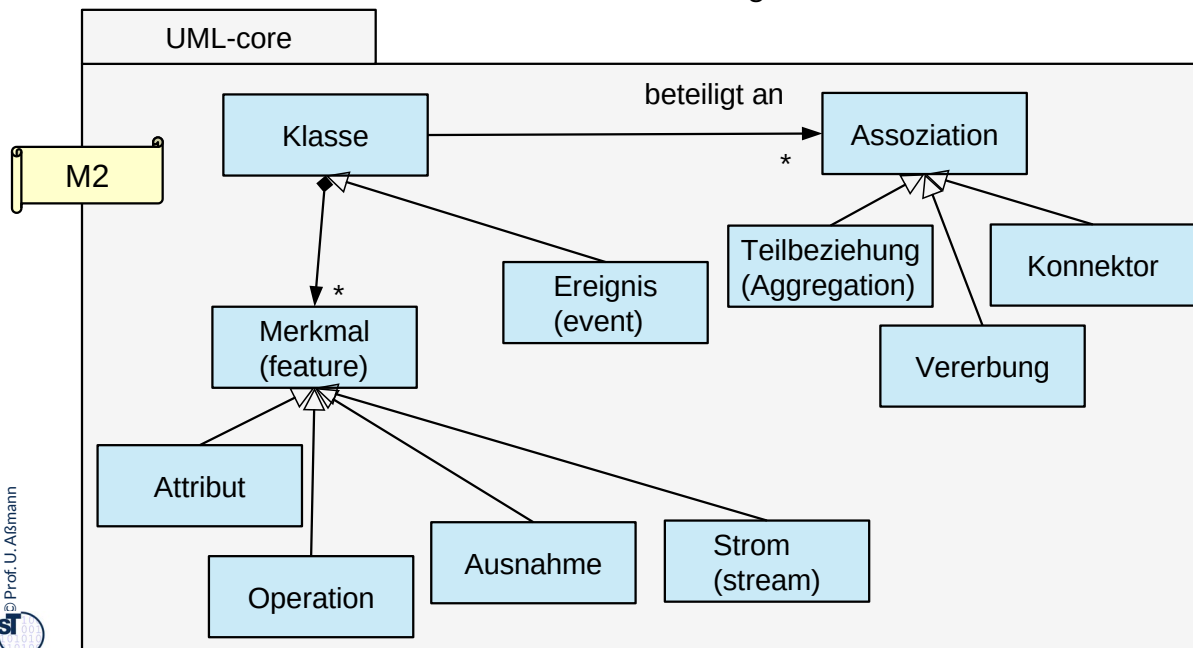 UML-core
beteiligt an
Klasse
Assoziation
*
M2
Teilbeziehung
(Aggregation)
Konnektor
Ereignis
(event)
*
Merkmal
(feature)
Vererbung
Attribut
Ausnahme
Strom
(stream)
Operation
© Prof. U. Aßmann
ST